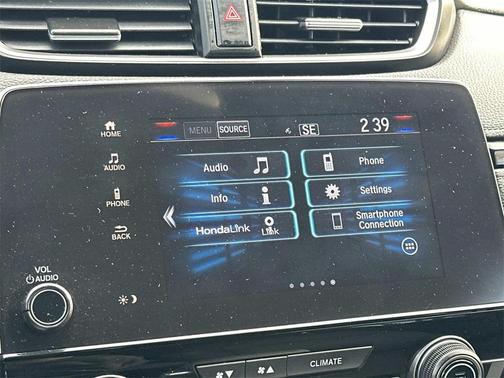 HOME
MENU SOURCE SE 2 39
AUDIO
Audio Phone
PHONE
Info Settings
BACK
HondaLink Link Smartphone
Connection
VOL
AUDIO
CLIMATE